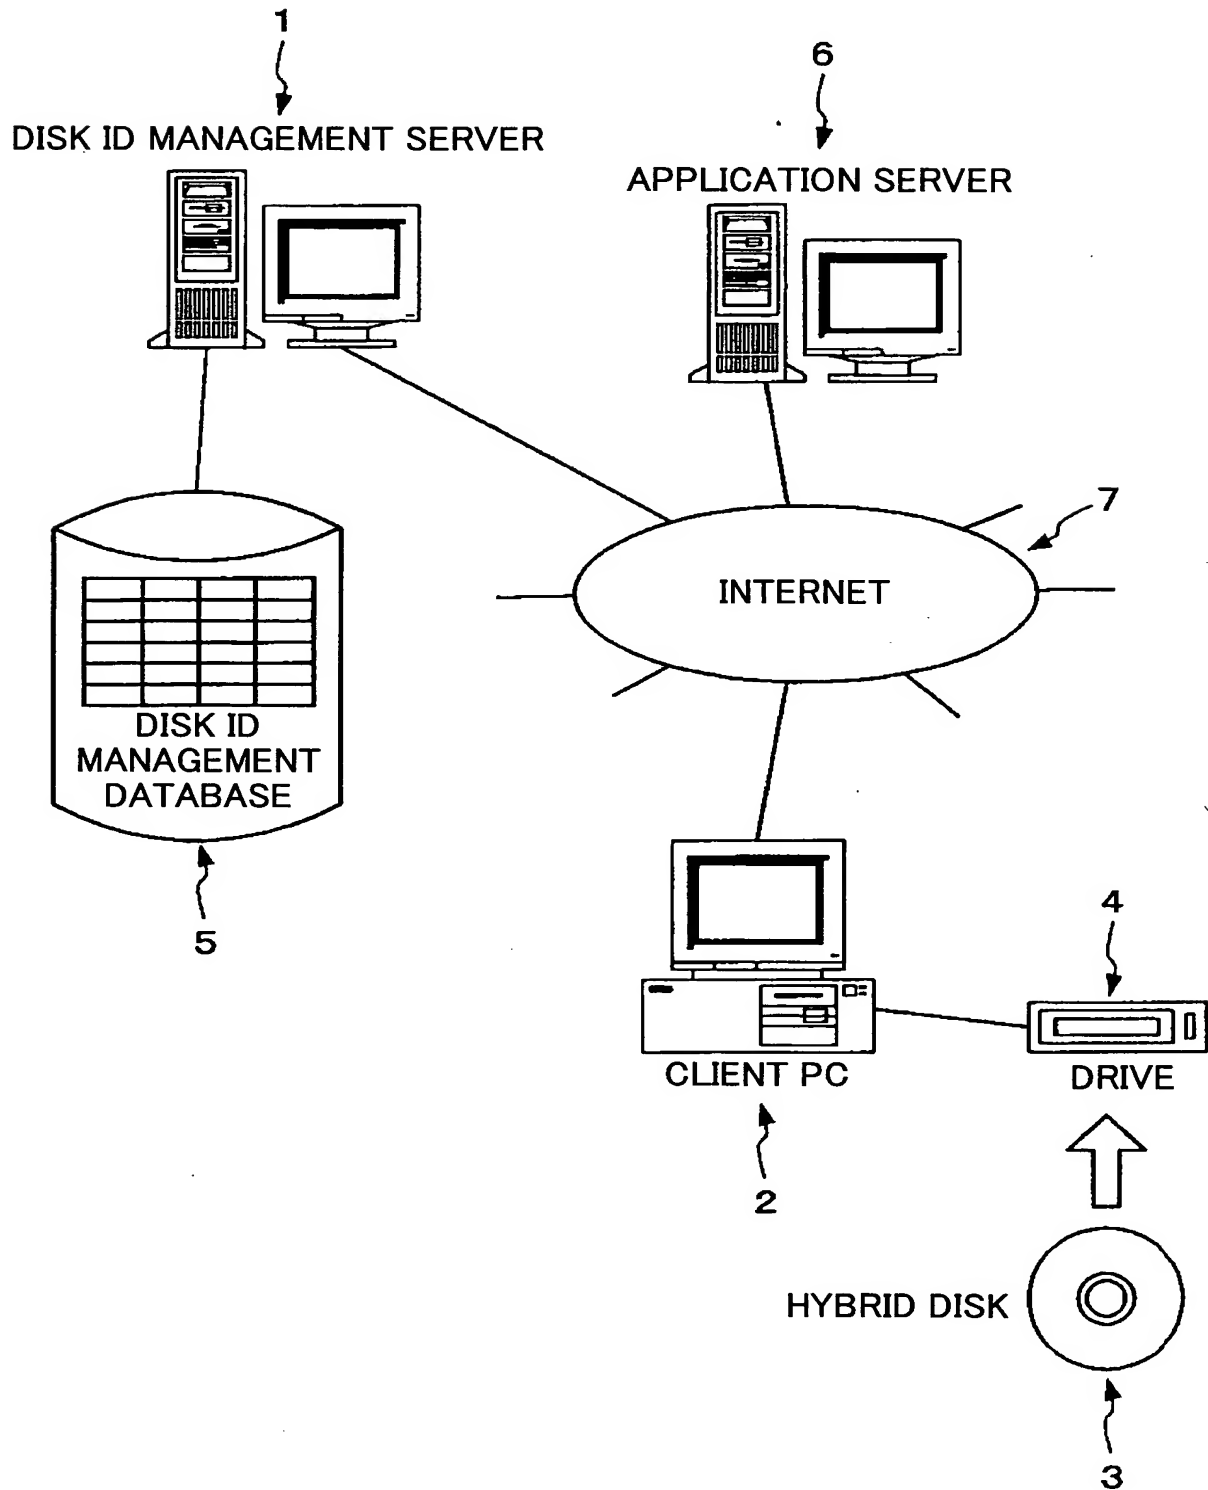 1
DISK ID MANAGEMENT SERVER
6
APPLICATION SERVER
7
INTERNET
DISK ID
MANAGEMENT
DATABASE
5
CLIENT PC
2
4
DRIVE
HYBRID DISK
3